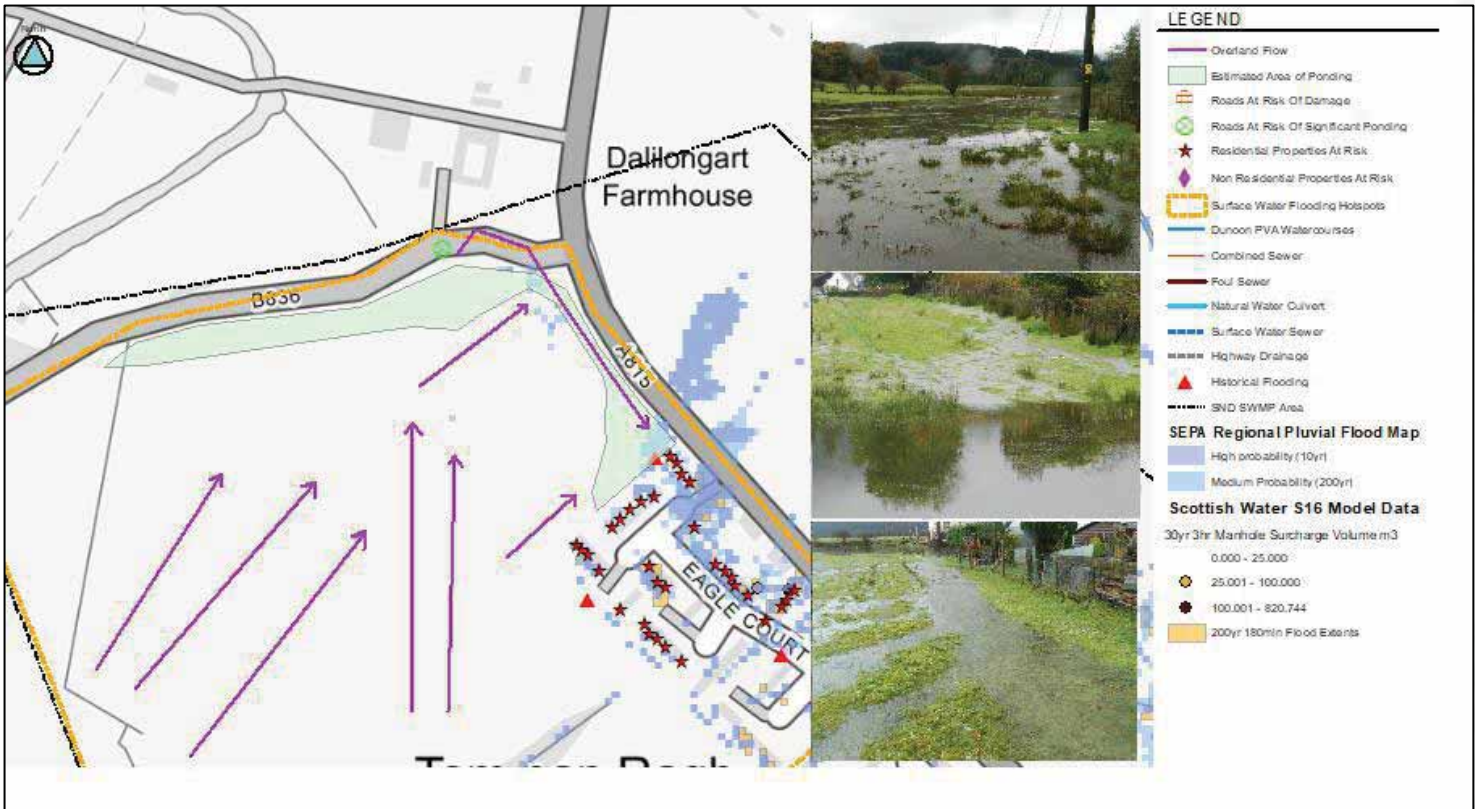 North
Dalilongart
Farmhouse
B836
A815
EAGLE COURT
LEGEND
Overland Flow
Estimated Area of Ponding
Roads At Risk Of Damage
Roads At Risk Of Significant Ponding
Residential Properties At Risk
Non Residential Properties At Risk
Surface Water Flooding Hotspots
Dunoon PVA Watercourses
Combined Sewer
Foul Sewer
Natural Water Culvert
Surface Water Sewer
Highway Drainage
Historical Flooding
SND SWMP Area
SEPA Regional Pluvial Flood Map
High probability (10yr)
Medium Probability (200yr)
Scottish Water S16 Model Data
30yr 3hr Manhole Surcharge Volume m3
0.000 - 25.000
25.001 - 100.000
100.001 - 820.744
200yr 180min Flood Extents